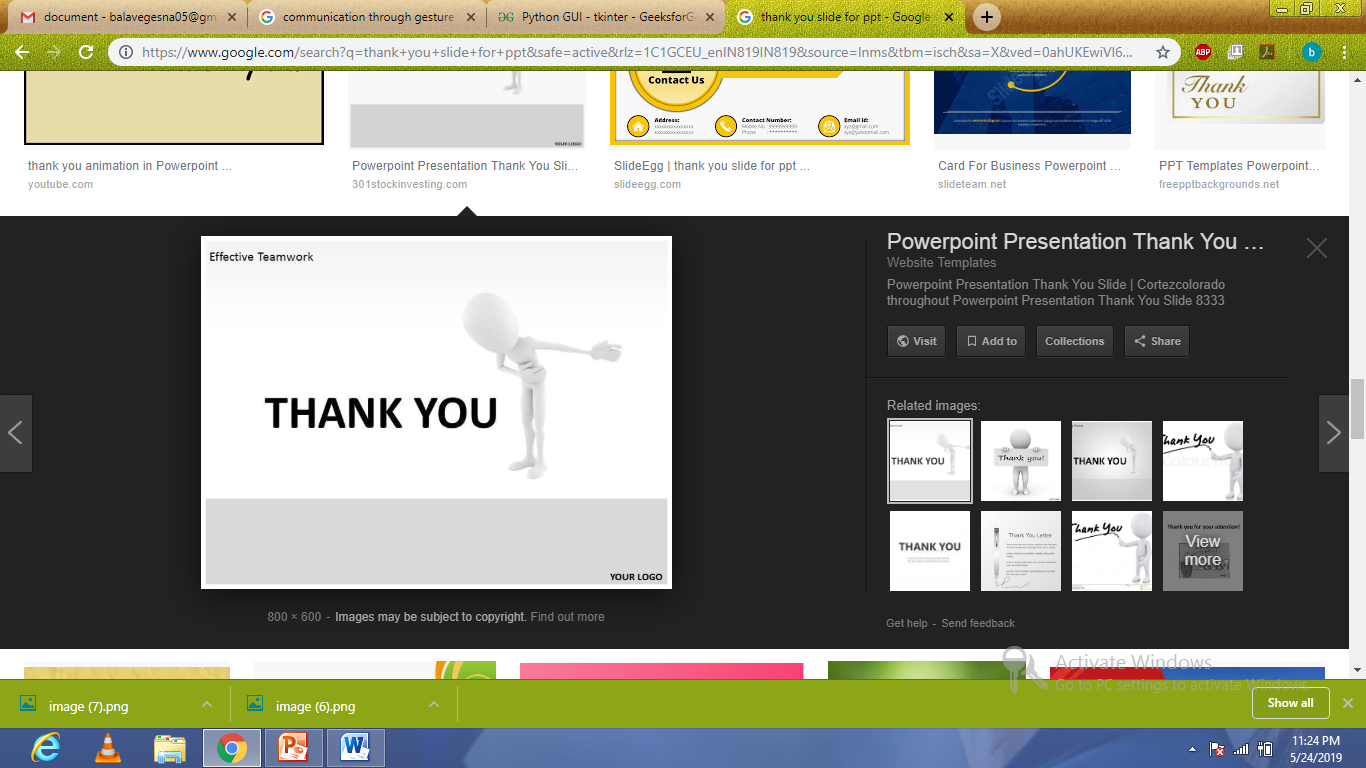 document - balavegesna05@gm
communication through gesture
Python GUI - tkinter - GeeksforG
thank you slide for ppt - Google
https://www.google.com/search?q=thank+you+slide+for+ppt&safe=active&rlz=1C1GCEU_enIN819IN819&source=lnms&tbm=isch&sa=X&ved=0ahUKEwiVl6...
ABP
b
Contact Us
Address:
Contact Number:
Email id:
Thank
YOU
YOUR LOGO
thank you animation in Powerpoint ...
youtube.com
Powerpoint Presentation Thank You Sli...
301stockinvesting.com
SlideEgg | thank you slide for ppt ...
slideegg.com
Card For Business Powerpoint ...
slideteam.net
PPT Templates Powerpoint...
freepptbackgrounds.net
Effective Teamwork
THANK YOU
YOUR LOGO
800 × 600 - Images may be subject to copyright. Find out more
Powerpoint Presentation Thank You ...
Website Templates
Powerpoint Presentation Thank You Slide | Cortezcolorado
throughout Powerpoint Presentation Thank You Slide 8333
Visit
Add to
Collections
Share
Related images:
THANK YOU
Thank you!
THANK YOU
Thank You
THANK YOU
Thank You Letter
Thank You
Thank you for your attention!
View
more
Get help - Send feedback
Activate Windows
Go to PC settings to activate Windows.
image (7).png
image (6).png
Show all
11:24 PM
5/24/2019